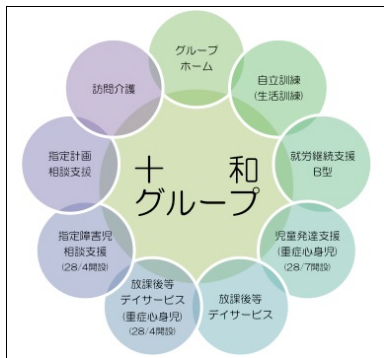 グループ
ホーム
自立訓練
(生活訓練)
就労継続支援
B型
児童発達支援
(重症心身児)
(28/7開設)
放課後等
デイサービス
放課後等
デイサービス
(重症心身児)
(28/4開設)
指定障害児
相談支援
(28/4開設)
指定計画
相談支援
訪問介護
十 和
グループ